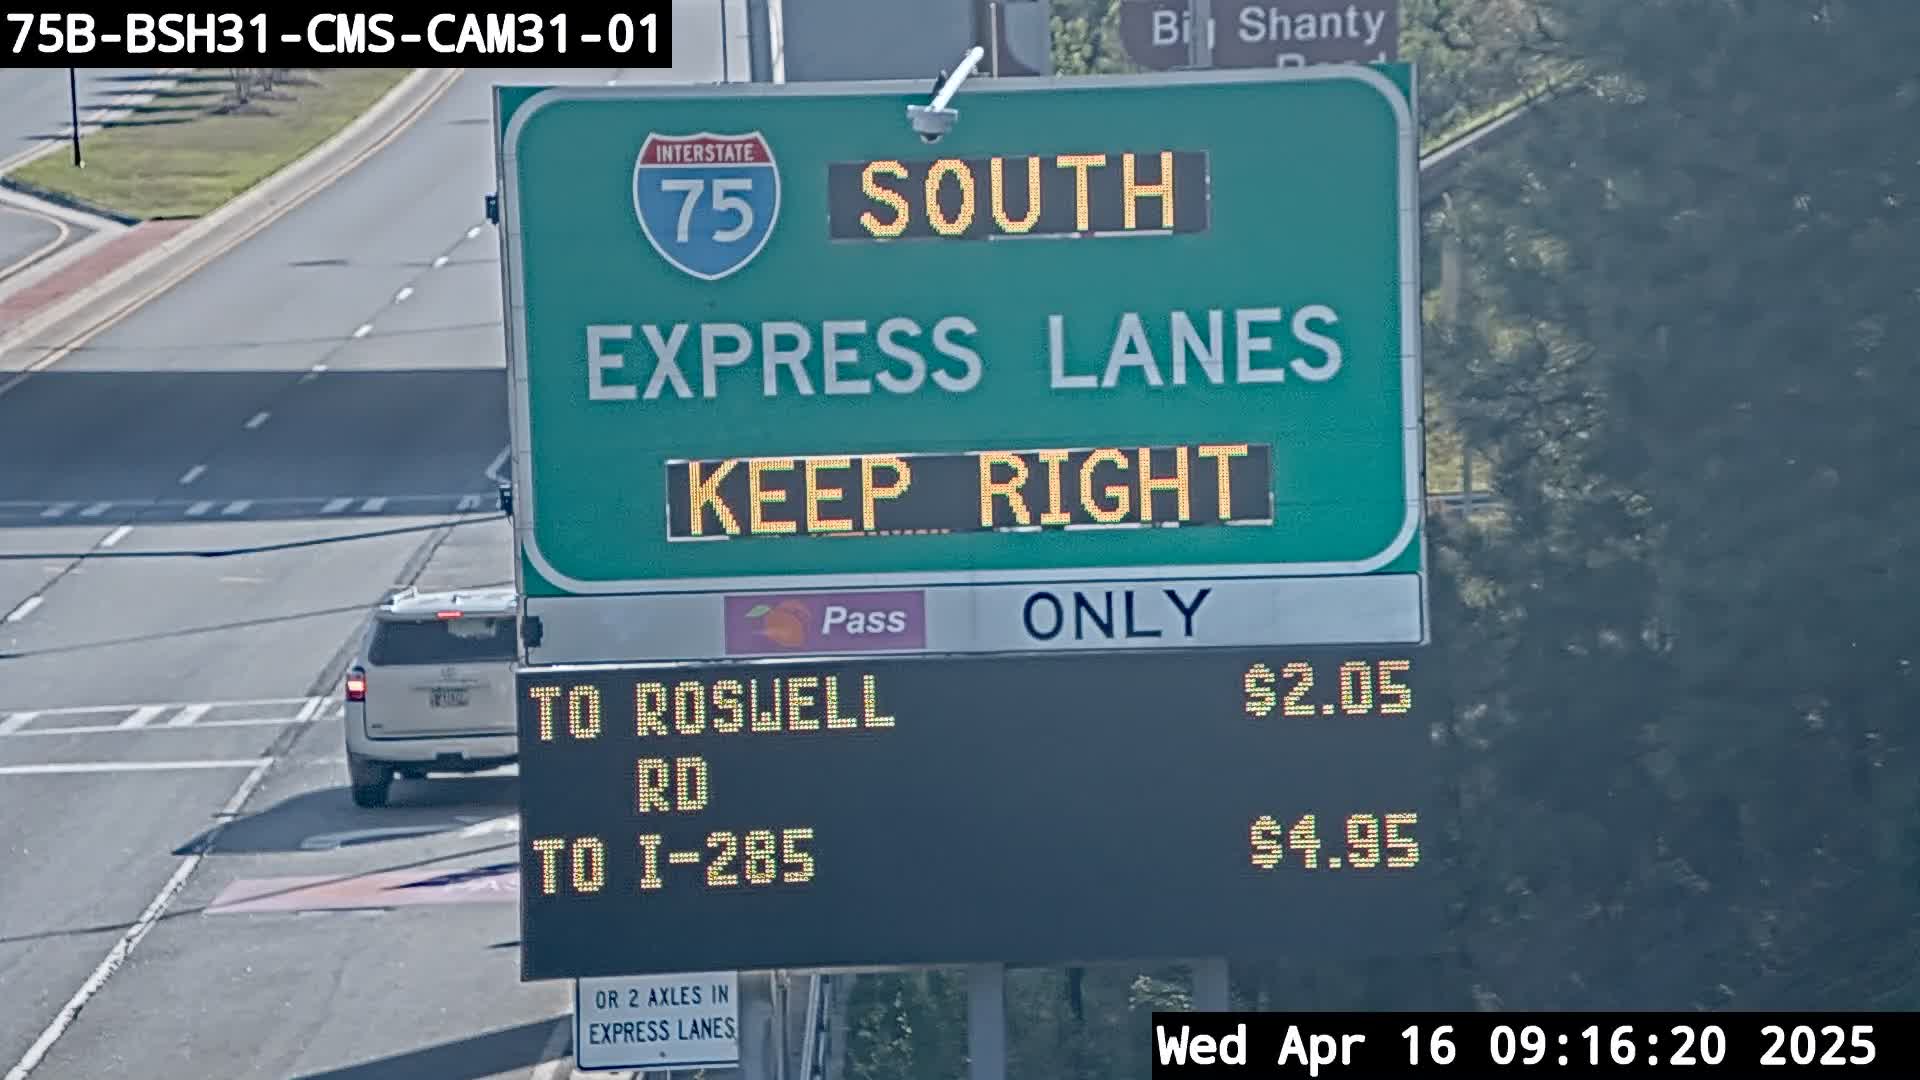 75B-BSH31-CMS-CAM31-01
Big Shanty
Road
INTERSTATE
75
SOUTH
EXPRESS LANES
KEEP RIGHT
Pass ONLY
TO ROSWELL $2.05
RD
TO I-285 $4.95
OR 2 AXLES IN
EXPRESS LANES
Wed Apr 16 09:16:20 2025